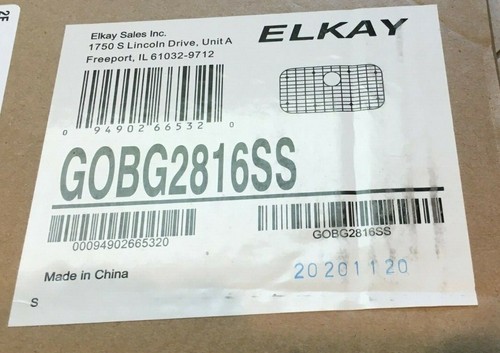 Elkay Sales Inc.
1750 S Lincoln Drive, Unit A
Freeport, IL 61032-9712
ELKAY
0 94902 66532 0
GOBG2816SS
00094902665320
GOBG2816SS
Made in China
20201120
S